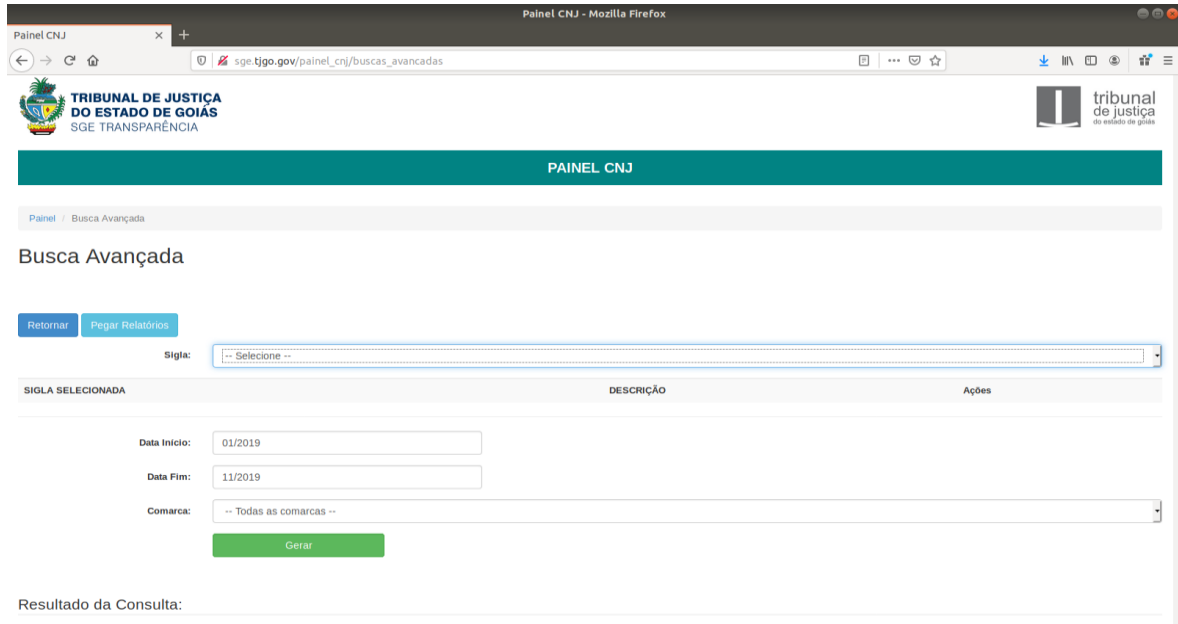 Painel CNJ - Mozilla Firefox
Painel CNJ
sge.tjgo.gov/painel_cnj/buscas_avancadas
TRIBUNAL DE JUSTIÇA
DO ESTADO DE GOIÁS
SGE TRANSPARÊNCIA
tribunal
de justiça
do estado de goiás
PAINEL CNJ
Painel / Busca Avançada
Busca Avançada
Retornar Pegar Relatórios
Sigla: -- Selecione --
SIGLA SELECIONADA DESCRIÇÃO Ações
Data Início: 01/2019
Data Fim: 11/2019
Comarca: -- Todas as comarcas --
Gerar
Resultado da Consulta: